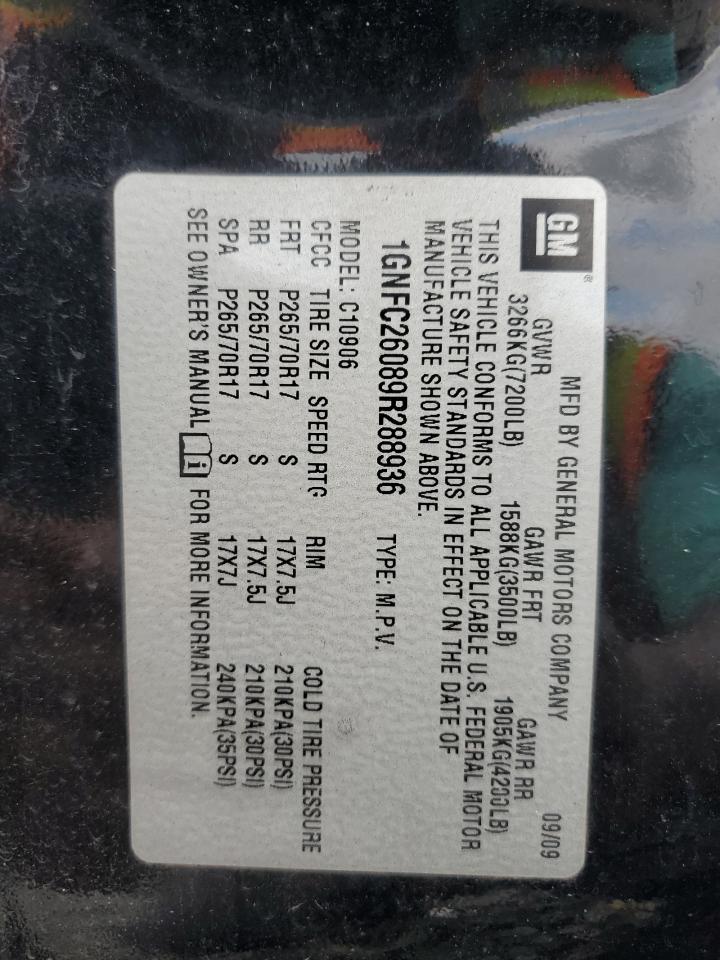 GM®
MFD BY GENERAL MOTORS COMPANY 09/09
GVWR GAWR FRT GAWR RR
3266KG(7200LB) 1588KG(3500LB) 1905KG(4200LB)
THIS VEHICLE CONFORMS TO ALL APPLICABLE U.S. FEDERAL MOTOR
VEHICLE SAFETY STANDARDS IN EFFECT ON THE DATE OF
MANUFACTURE SHOWN ABOVE.
1GNFC26089R288936 TYPE: M.P.V.
MODEL: C10906
CFCC TIRE SIZE SPEED RTG RIM COLD TIRE PRESSURE
FRT P265/70R17 S 17X7.5J 210KPA(30PSI)
RR P265/70R17 S 17X7.5J 210KPA(30PSI)
SPA P265/70R17 S 17X7J 240KPA(35PSI)
SEE OWNER'S MANUAL i FOR MORE INFORMATION.